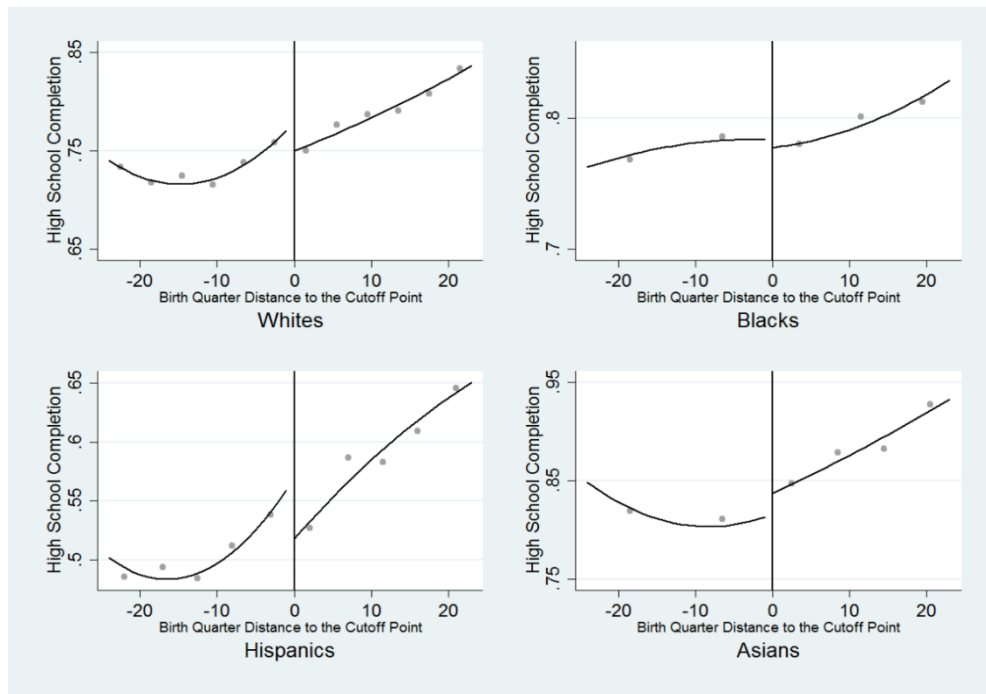 High School Completion
.65 .75 .85
-20 -10 0 10 20
Birth Quarter Distance to the Cutoff Point
Whites
High School Completion
.7 .8
-20 -10 0 10 20
Birth Quarter Distance to the Cutoff Point
Blacks
High School Completion
.5 .55 .6 .65
-20 -10 0 10 20
Birth Quarter Distance to the Cutoff Point
Hispanics
High School Completion
.75 .85 .95
-20 -10 0 10 20
Birth Quarter Distance to the Cutoff Point
Asians